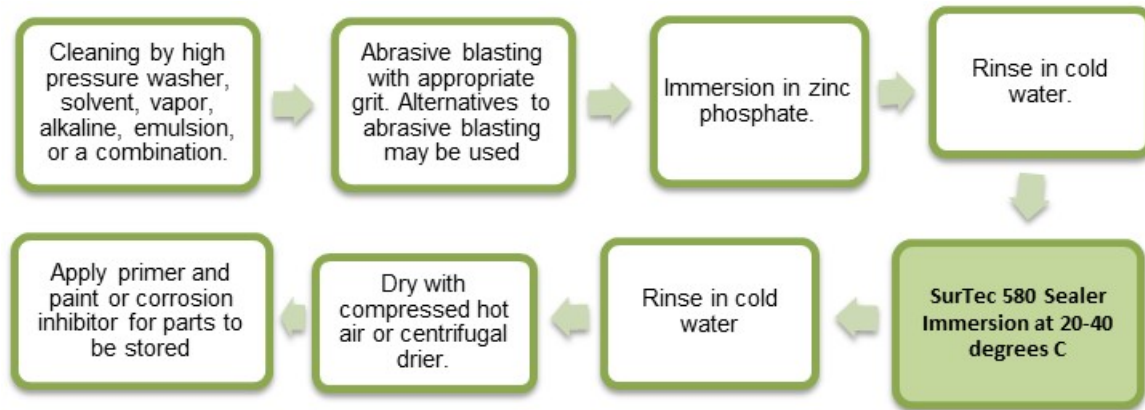 Cleaning by high
pressure washer,
solvent, vapor,
alkaline, emulsion,
or a combination.
Abrasive blasting
with appropriate
grit. Alternatives to
abrasive blasting
may be used
Immersion in zinc
phosphate.
Rinse in cold
water.
SurTec 580 Sealer
Immersion at 20-40
degrees C
Rinse in cold
water
Dry with
compressed hot
air or centrifugal
drier.
Apply primer and
paint or corrosion
inhibitor for parts to
be stored